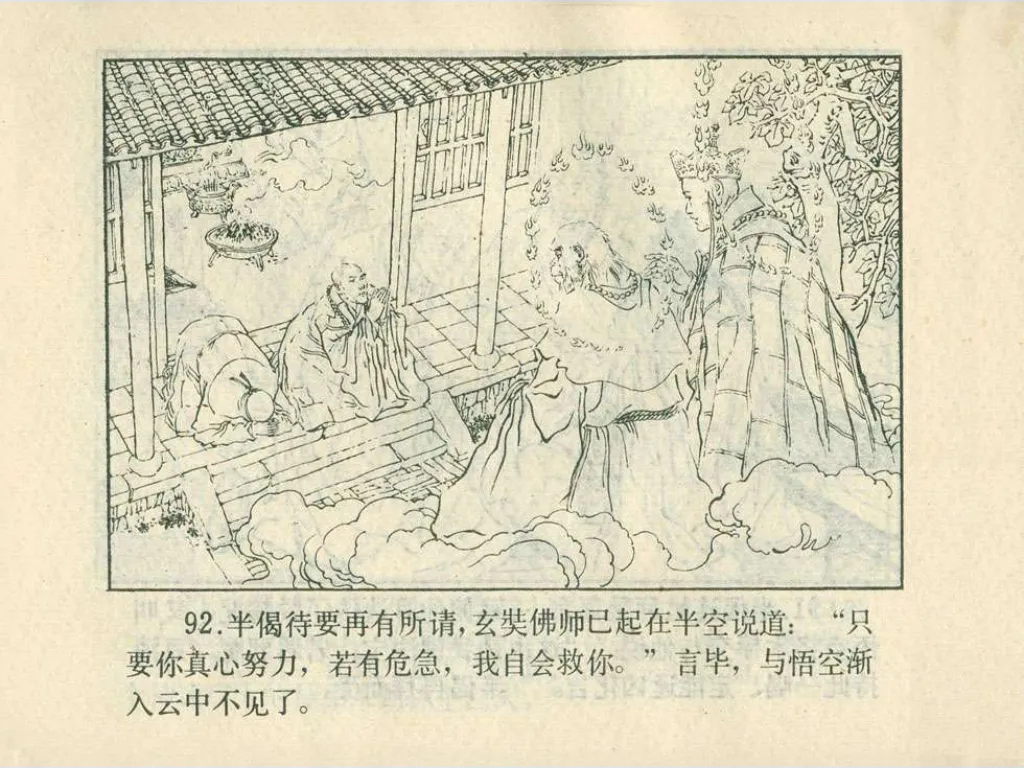 92.半偈待要再有所请,玄奘佛师已起在半空说道：“只
要你真心努力，若有危急，我自会救你。”言毕，与悟空渐
入云中不见了。